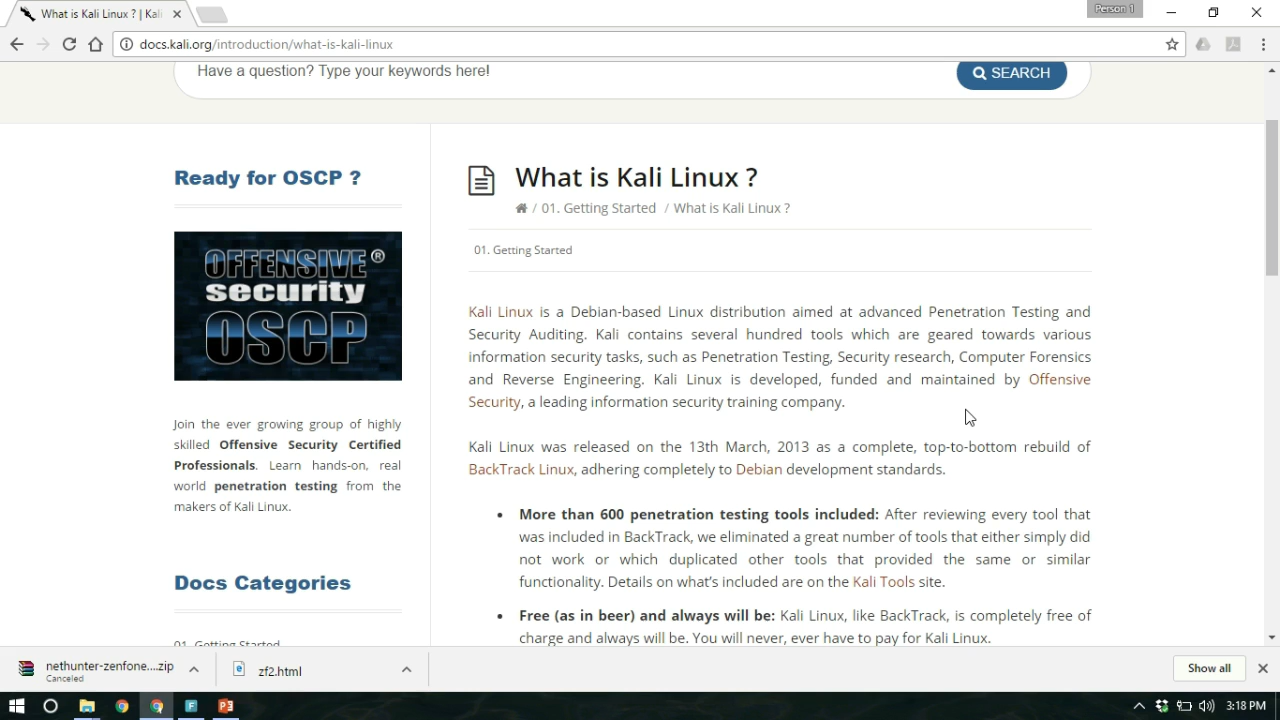 What is Kali Linux ? | Kali
Person 1
docs.kali.org/introduction/what-is-kali-linux
Have a question? Type your keywords here!
SEARCH
Ready for OSCP ?
OFFENSIVE®
security
OSCP
Join the ever growing group of highly
skilled Offensive Security Certified
Professionals. Learn hands-on, real
world penetration testing from the
makers of Kali Linux.
Docs Categories
01. Getting Started
What is Kali Linux ?
/ 01. Getting Started / What is Kali Linux ?
01. Getting Started
Kali Linux is a Debian-based Linux distribution aimed at advanced Penetration Testing and
Security Auditing. Kali contains several hundred tools which are geared towards various
information security tasks, such as Penetration Testing, Security research, Computer Forensics
and Reverse Engineering. Kali Linux is developed, funded and maintained by Offensive
Security, a leading information security training company.
Kali Linux was released on the 13th March, 2013 as a complete, top-to-bottom rebuild of
BackTrack Linux, adhering completely to Debian development standards.
• More than 600 penetration testing tools included: After reviewing every tool that
was included in BackTrack, we eliminated a great number of tools that either simply did
not work or which duplicated other tools that provided the same or similar
functionality. Details on what's included are on the Kali Tools site.
• Free (as in beer) and always will be: Kali Linux, like BackTrack, is completely free of
charge and always will be. You will never, ever have to pay for Kali Linux.
nethunter-zenfone....zip
Canceled
zf2.html
Show all
3:18 PM